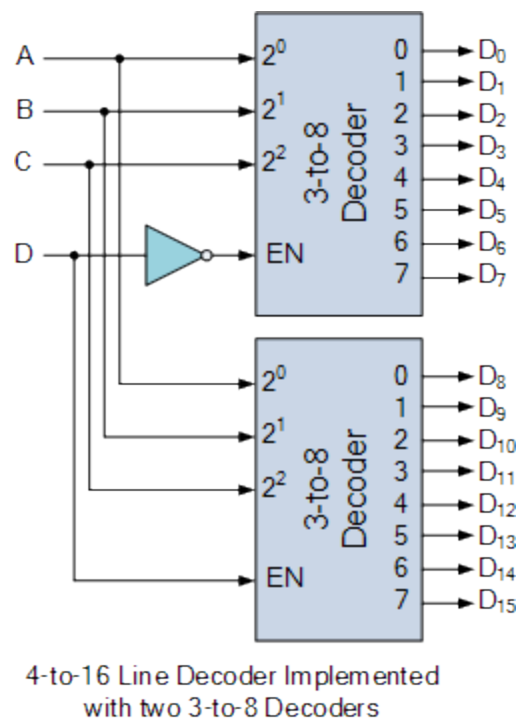 A
B
C
D
2⁰
2¹
2²
EN
3-to-8
Decoder
0
1
2
3
4
5
6
7
D₀
D₁
D₂
D₃
D₄
D₅
D₆
D₇
2⁰
2¹
2²
EN
3-to-8
Decoder
0
1
2
3
4
5
6
7
D₈
D₉
D₁₀
D₁₁
D₁₂
D₁₃
D₁₄
D₁₅
4-to-16 Line Decoder Implemented
with two 3-to-8 Decoders